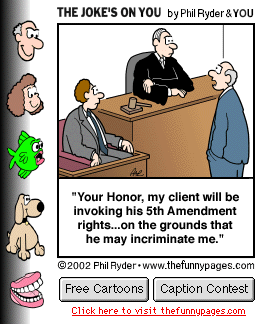 THE JOKE'S ON YOU by Phil Ryder & YOU
PhR
"Your Honor, my client will be
invoking his 5th Amendment
rights...on the grounds that
he may incriminate me."
©2002 Phil Ryder • www.thefunnypages.com
Free Cartoons
Caption Contest
Click here to visit thefunnypages.com